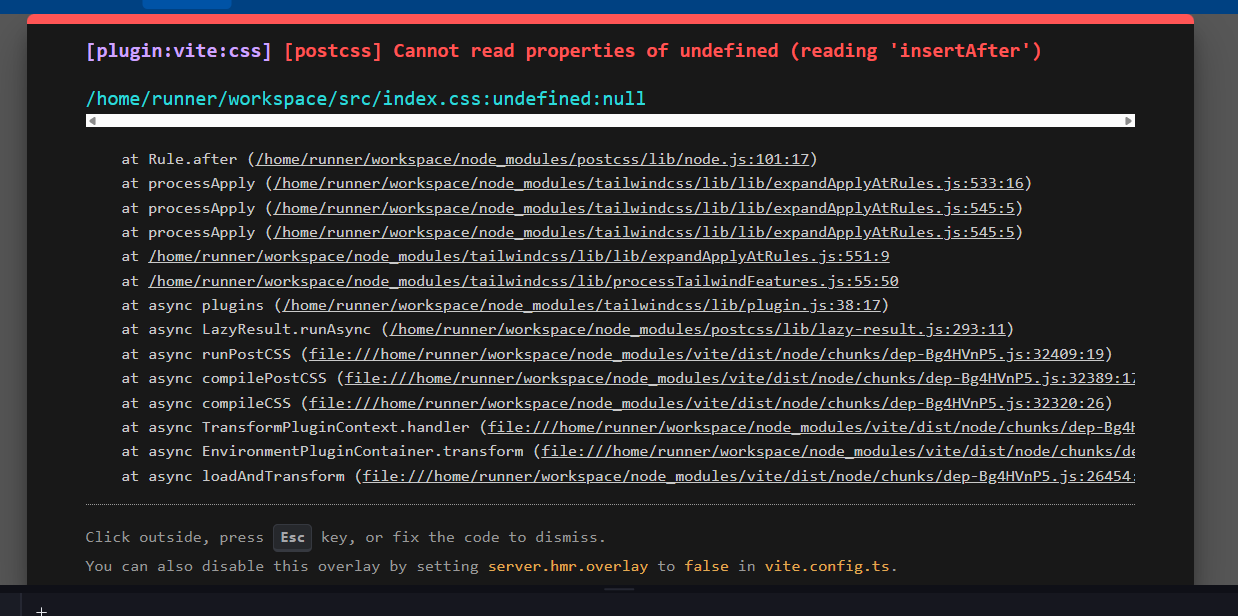 [plugin:vite:css] [postcss] Cannot read properties of undefined (reading 'insertAfter')
/home/runner/workspace/src/index.css:undefined:null
at Rule.after (/home/runner/workspace/node_modules/postcss/lib/node.js:101:17)
at processApply (/home/runner/workspace/node_modules/tailwindcss/lib/lib/expandApplyAtRules.js:533:16)
at processApply (/home/runner/workspace/node_modules/tailwindcss/lib/lib/expandApplyAtRules.js:545:5)
at processApply (/home/runner/workspace/node_modules/tailwindcss/lib/lib/expandApplyAtRules.js:545:5)
at /home/runner/workspace/node_modules/tailwindcss/lib/lib/expandApplyAtRules.js:551:9
at /home/runner/workspace/node_modules/tailwindcss/lib/processTailwindFeatures.js:55:50
at async plugins (/home/runner/workspace/node_modules/tailwindcss/lib/plugin.js:38:17)
at async LazyResult.runAsync (/home/runner/workspace/node_modules/postcss/lib/lazy-result.js:293:11)
at async runPostCSS (file:///home/runner/workspace/node_modules/vite/dist/node/chunks/dep-Bg4HVnP5.js:32409:19)
at async compilePostCSS (file:///home/runner/workspace/node_modules/vite/dist/node/chunks/dep-Bg4HVnP5.js:32389:17
at async compileCSS (file:///home/runner/workspace/node_modules/vite/dist/node/chunks/dep-Bg4HVnP5.js:32320:26)
at async TransformPluginContext.handler (file:///home/runner/workspace/node_modules/vite/dist/node/chunks/dep-Bg4H
at async EnvironmentPluginContainer.transform (file:///home/runner/workspace/node_modules/vite/dist/node/chunks/de
at async loadAndTransform (file:///home/runner/workspace/node_modules/vite/dist/node/chunks/dep-Bg4HVnP5.js:26454:
Click outside, press Esc key, or fix the code to dismiss.
You can also disable this overlay by setting server.hmr.overlay to false in vite.config.ts.